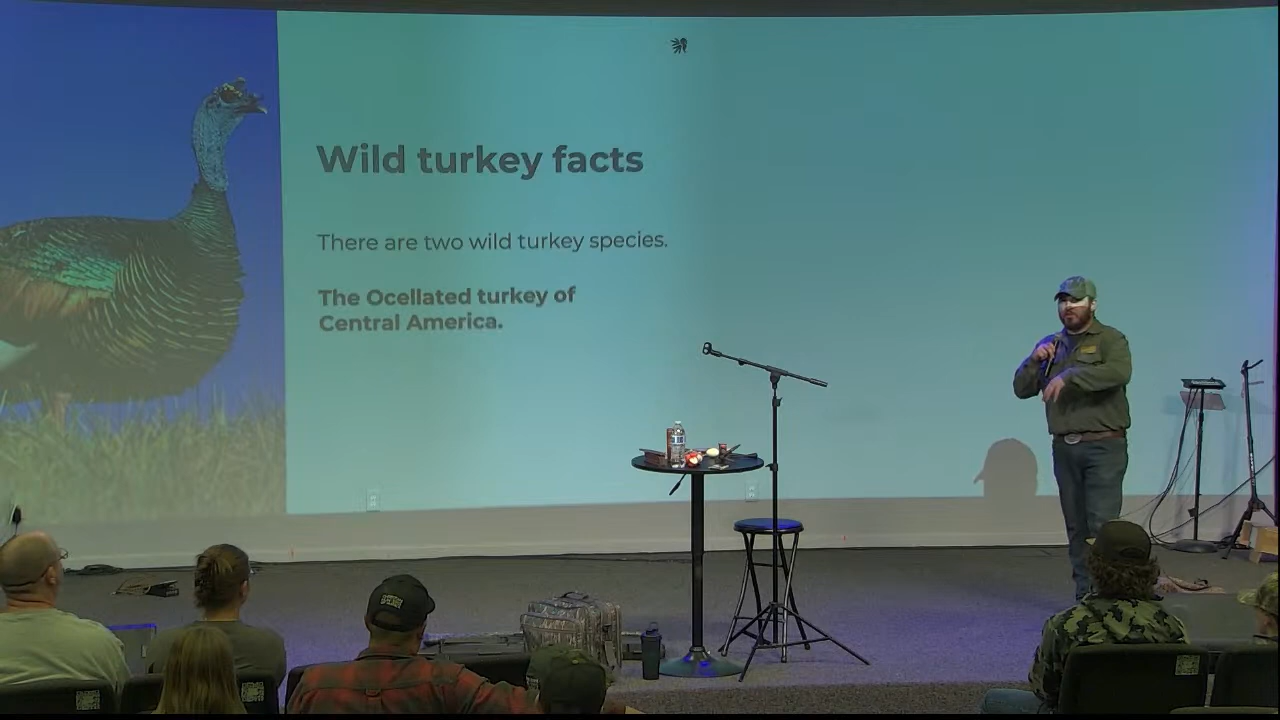 Wild turkey facts
There are two wild turkey species.
The Ocellated turkey of
Central America.